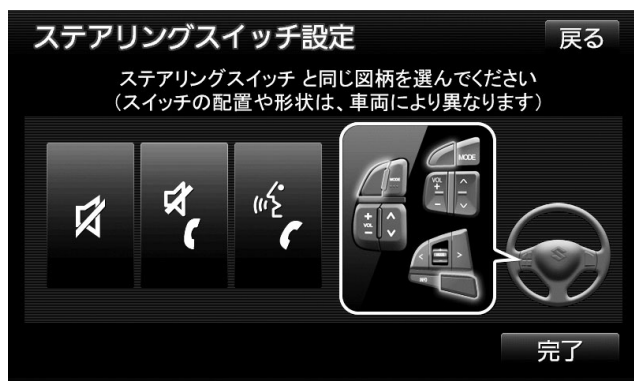 ステアリングスイッチ設定
戻る
ステアリングスイッチ と同じ図柄を選んでください
（スイッチの配置や形状は、車両により異なります）
MODE
MODE
VOL
+
−
+
VOL
−
完了